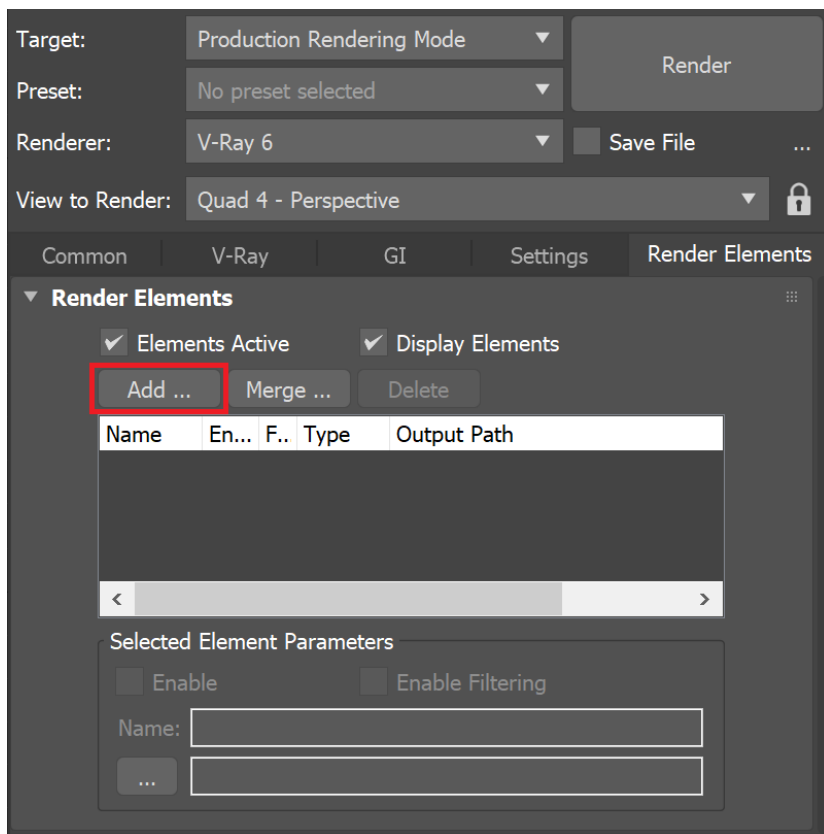 Target: Production Rendering Mode
Render
Preset: No preset selected
Renderer: V-Ray 6 Save File ...
View to Render: Quad 4 - Perspective
Common V-Ray GI Settings Render Elements
Render Elements
Elements Active Display Elements
Add ... Merge ... Delete
Name En... F.. Type Output Path
Selected Element Parameters
Enable Enable Filtering
Name:
...